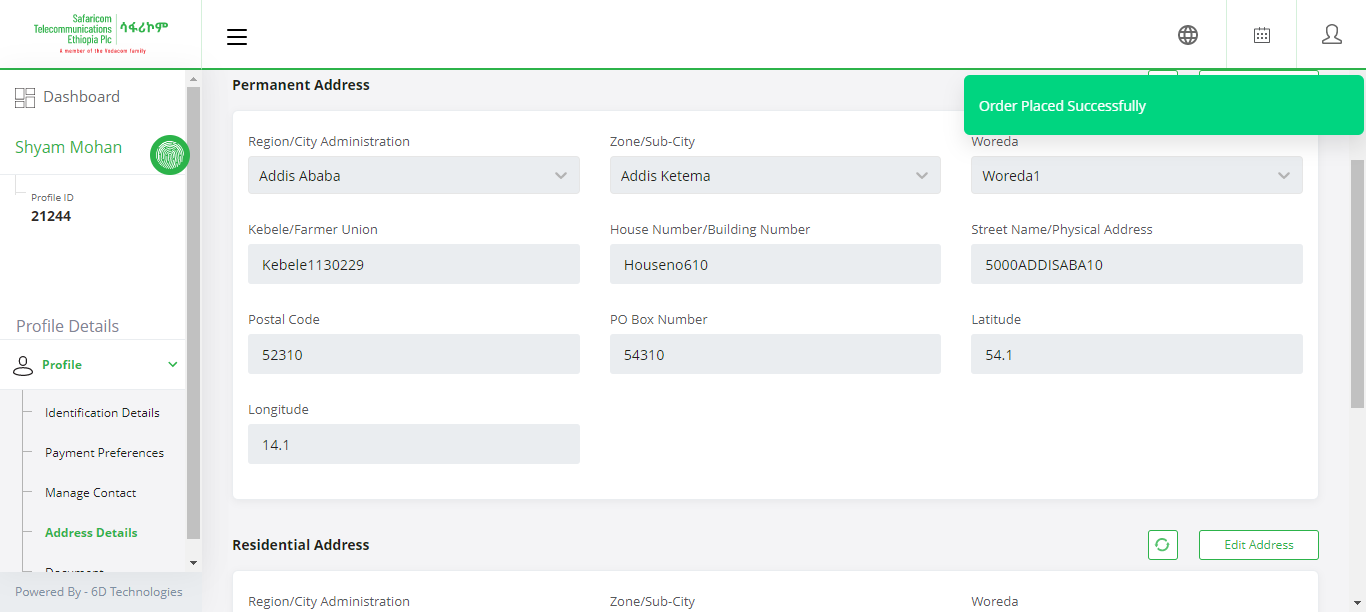 Safaricom
Telecommunications
Ethiopia Plc
ሳፋሪኮም
A member of the Vodacom family
Dashboard
Shyam Mohan
Profile ID
21244
Profile Details
Profile
Identification Details
Payment Preferences
Manage Contact
Address Details
Document
Powered By - 6D Technologies
Order Placed Successfully
Permanent Address
Region/City Administration
Zone/Sub-City
Woreda
Addis Ababa
Addis Ketema
Woreda1
Kebele/Farmer Union
House Number/Building Number
Street Name/Physical Address
Kebele1130229
Houseno610
5000ADDISABA10
Postal Code
PO Box Number
Latitude
52310
54310
54.1
Longitude
14.1
Residential Address
Edit Address
Region/City Administration
Zone/Sub-City
Woreda